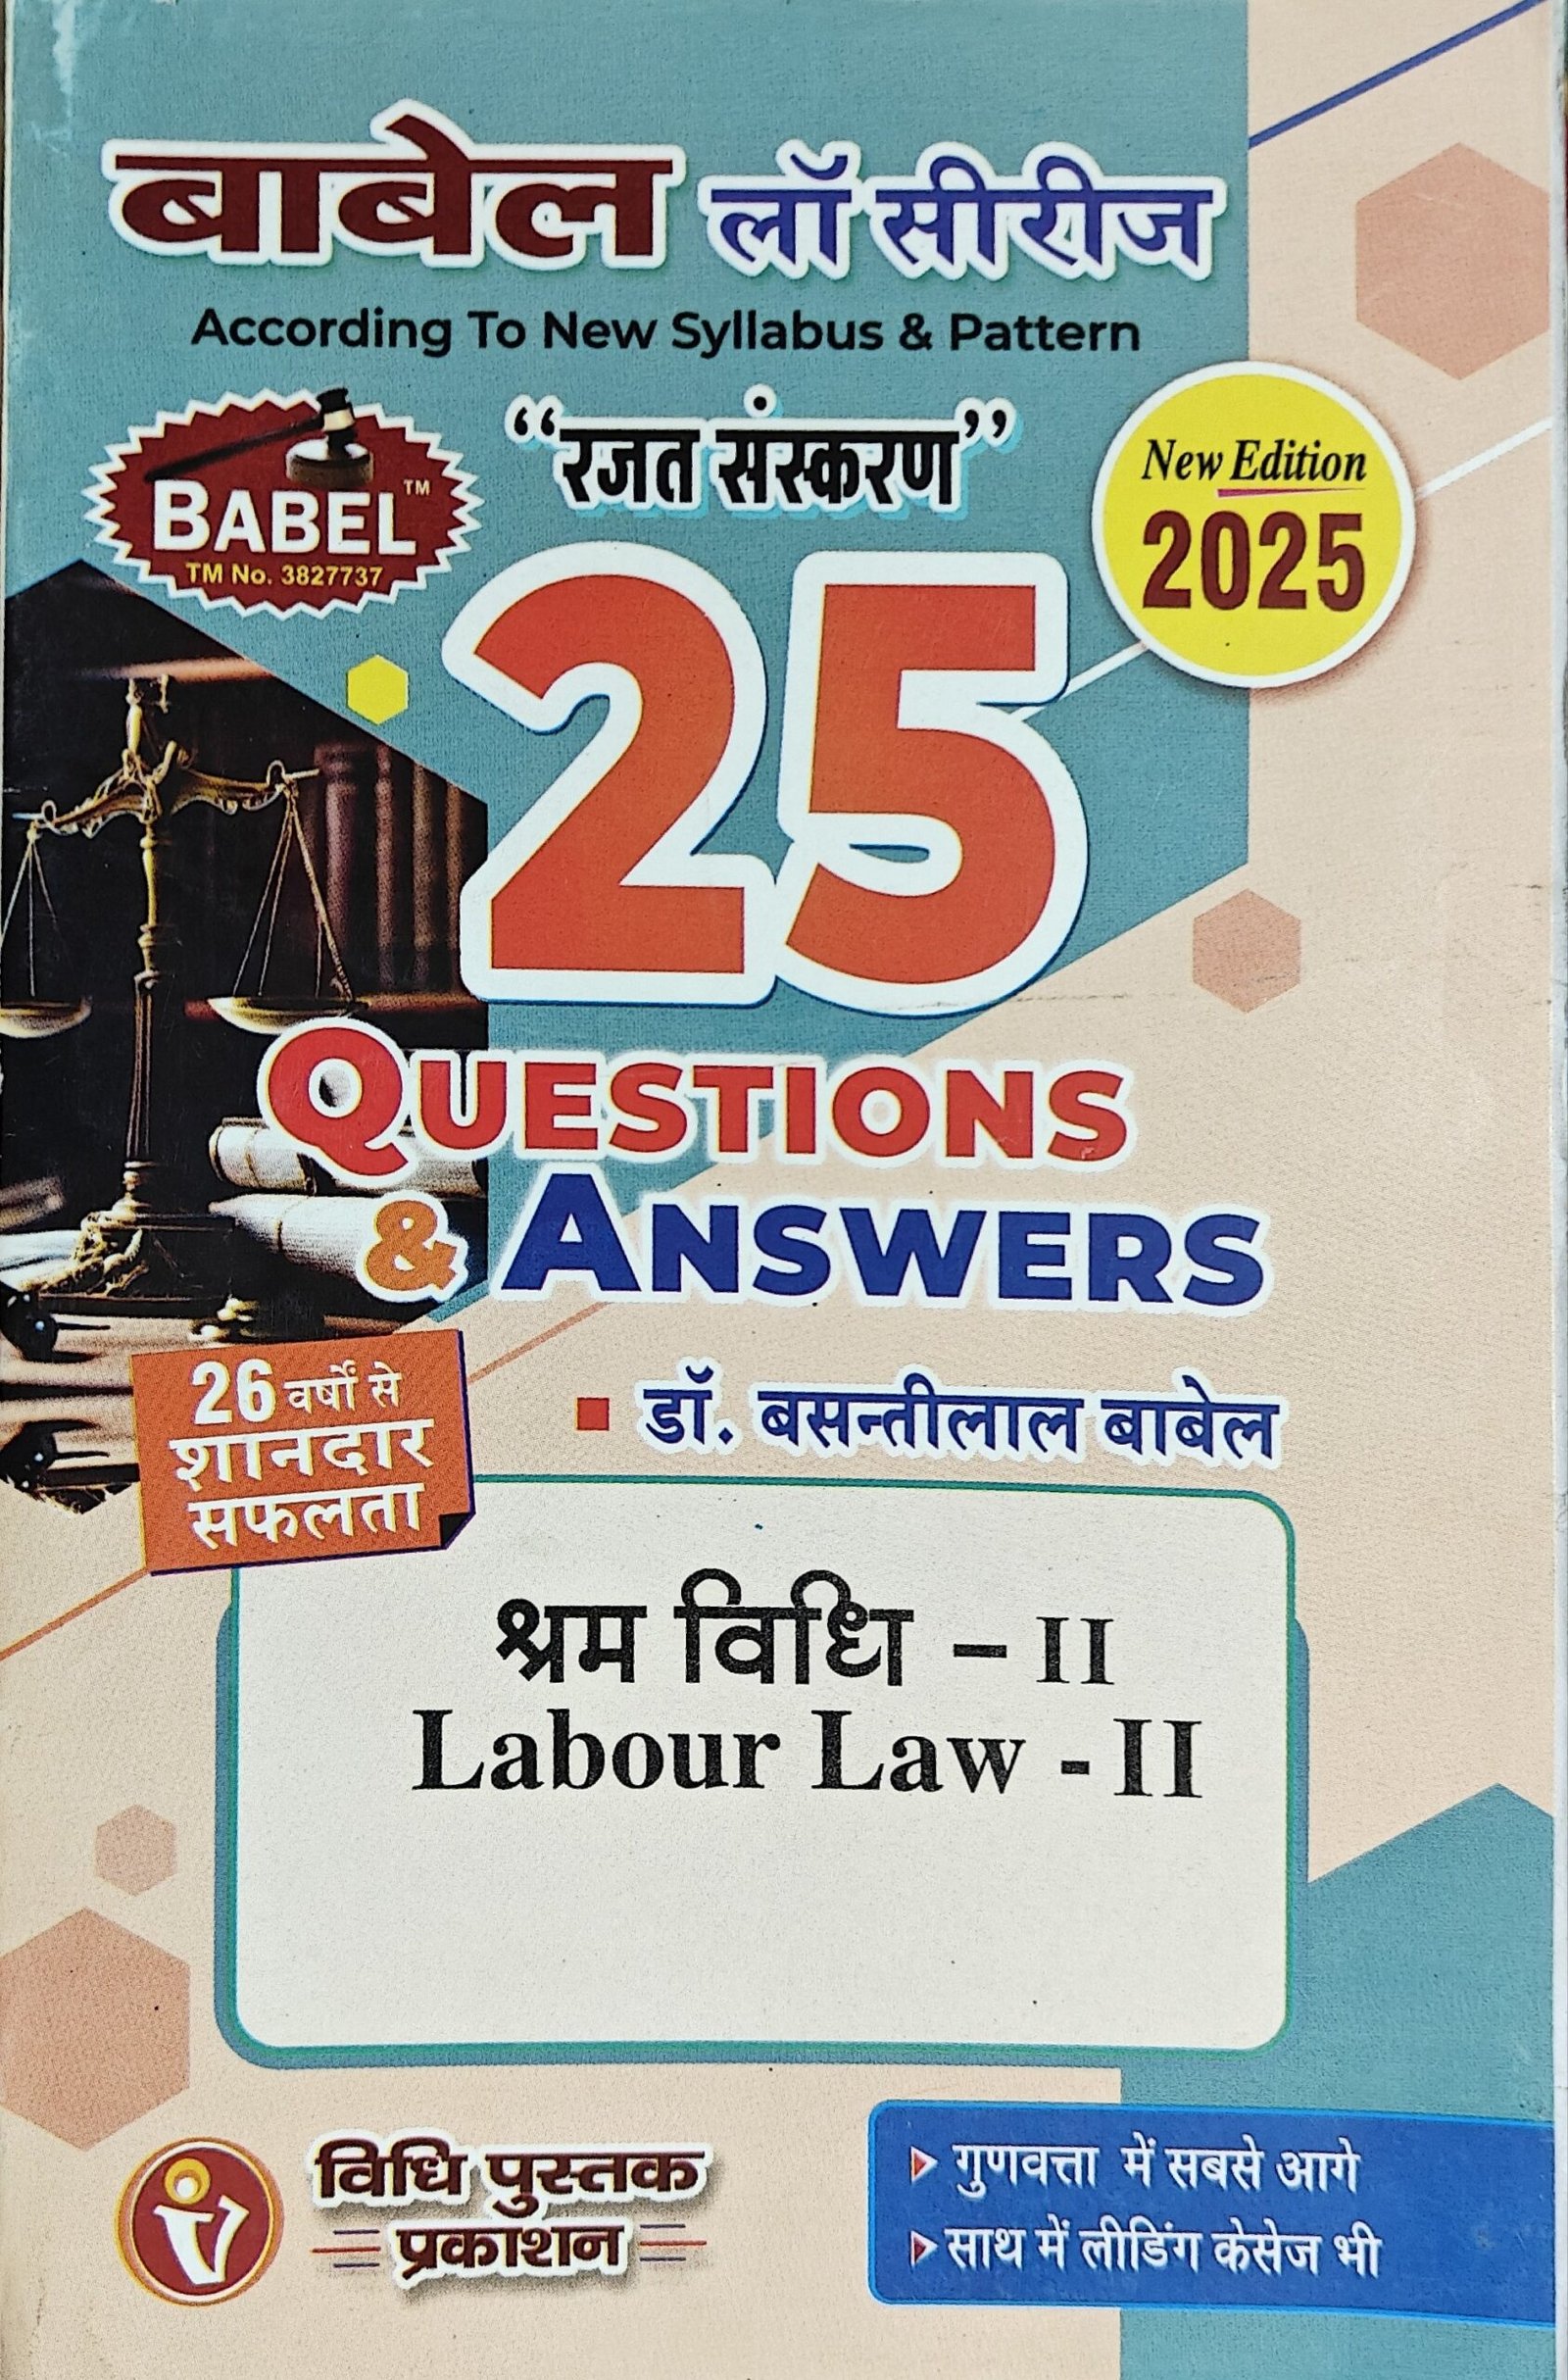 बाबेल लॉ सीरीज
According To New Syllabus & Pattern
“रजत संस्करण”
BABEL™
TM No. 3827737
New Edition
2025
25
QUESTIONS
& ANSWERS
26 वर्षों से
शानदार
सफलता
डॉ. बसन्तीलाल बाबेल
श्रम विधि – II
Labour Law - II
विधि पुस्तक
प्रकाशन
गुणवत्ता में सबसे आगे
साथ में लीडिंग केसेज भी